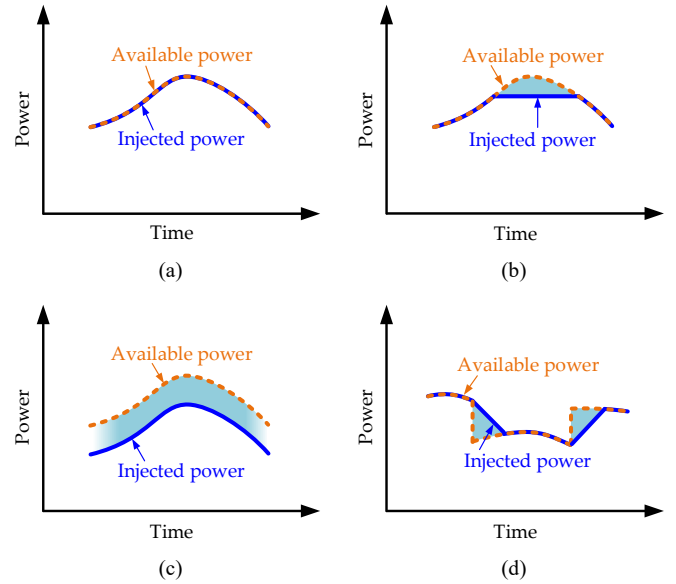 Available power
Injected power
Power
Time
(a)
Available power
Injected power
Power
Time
(b)
Available power
Injected power
Power
Time
(c)
Available power
Injected power
Power
Time
(d)